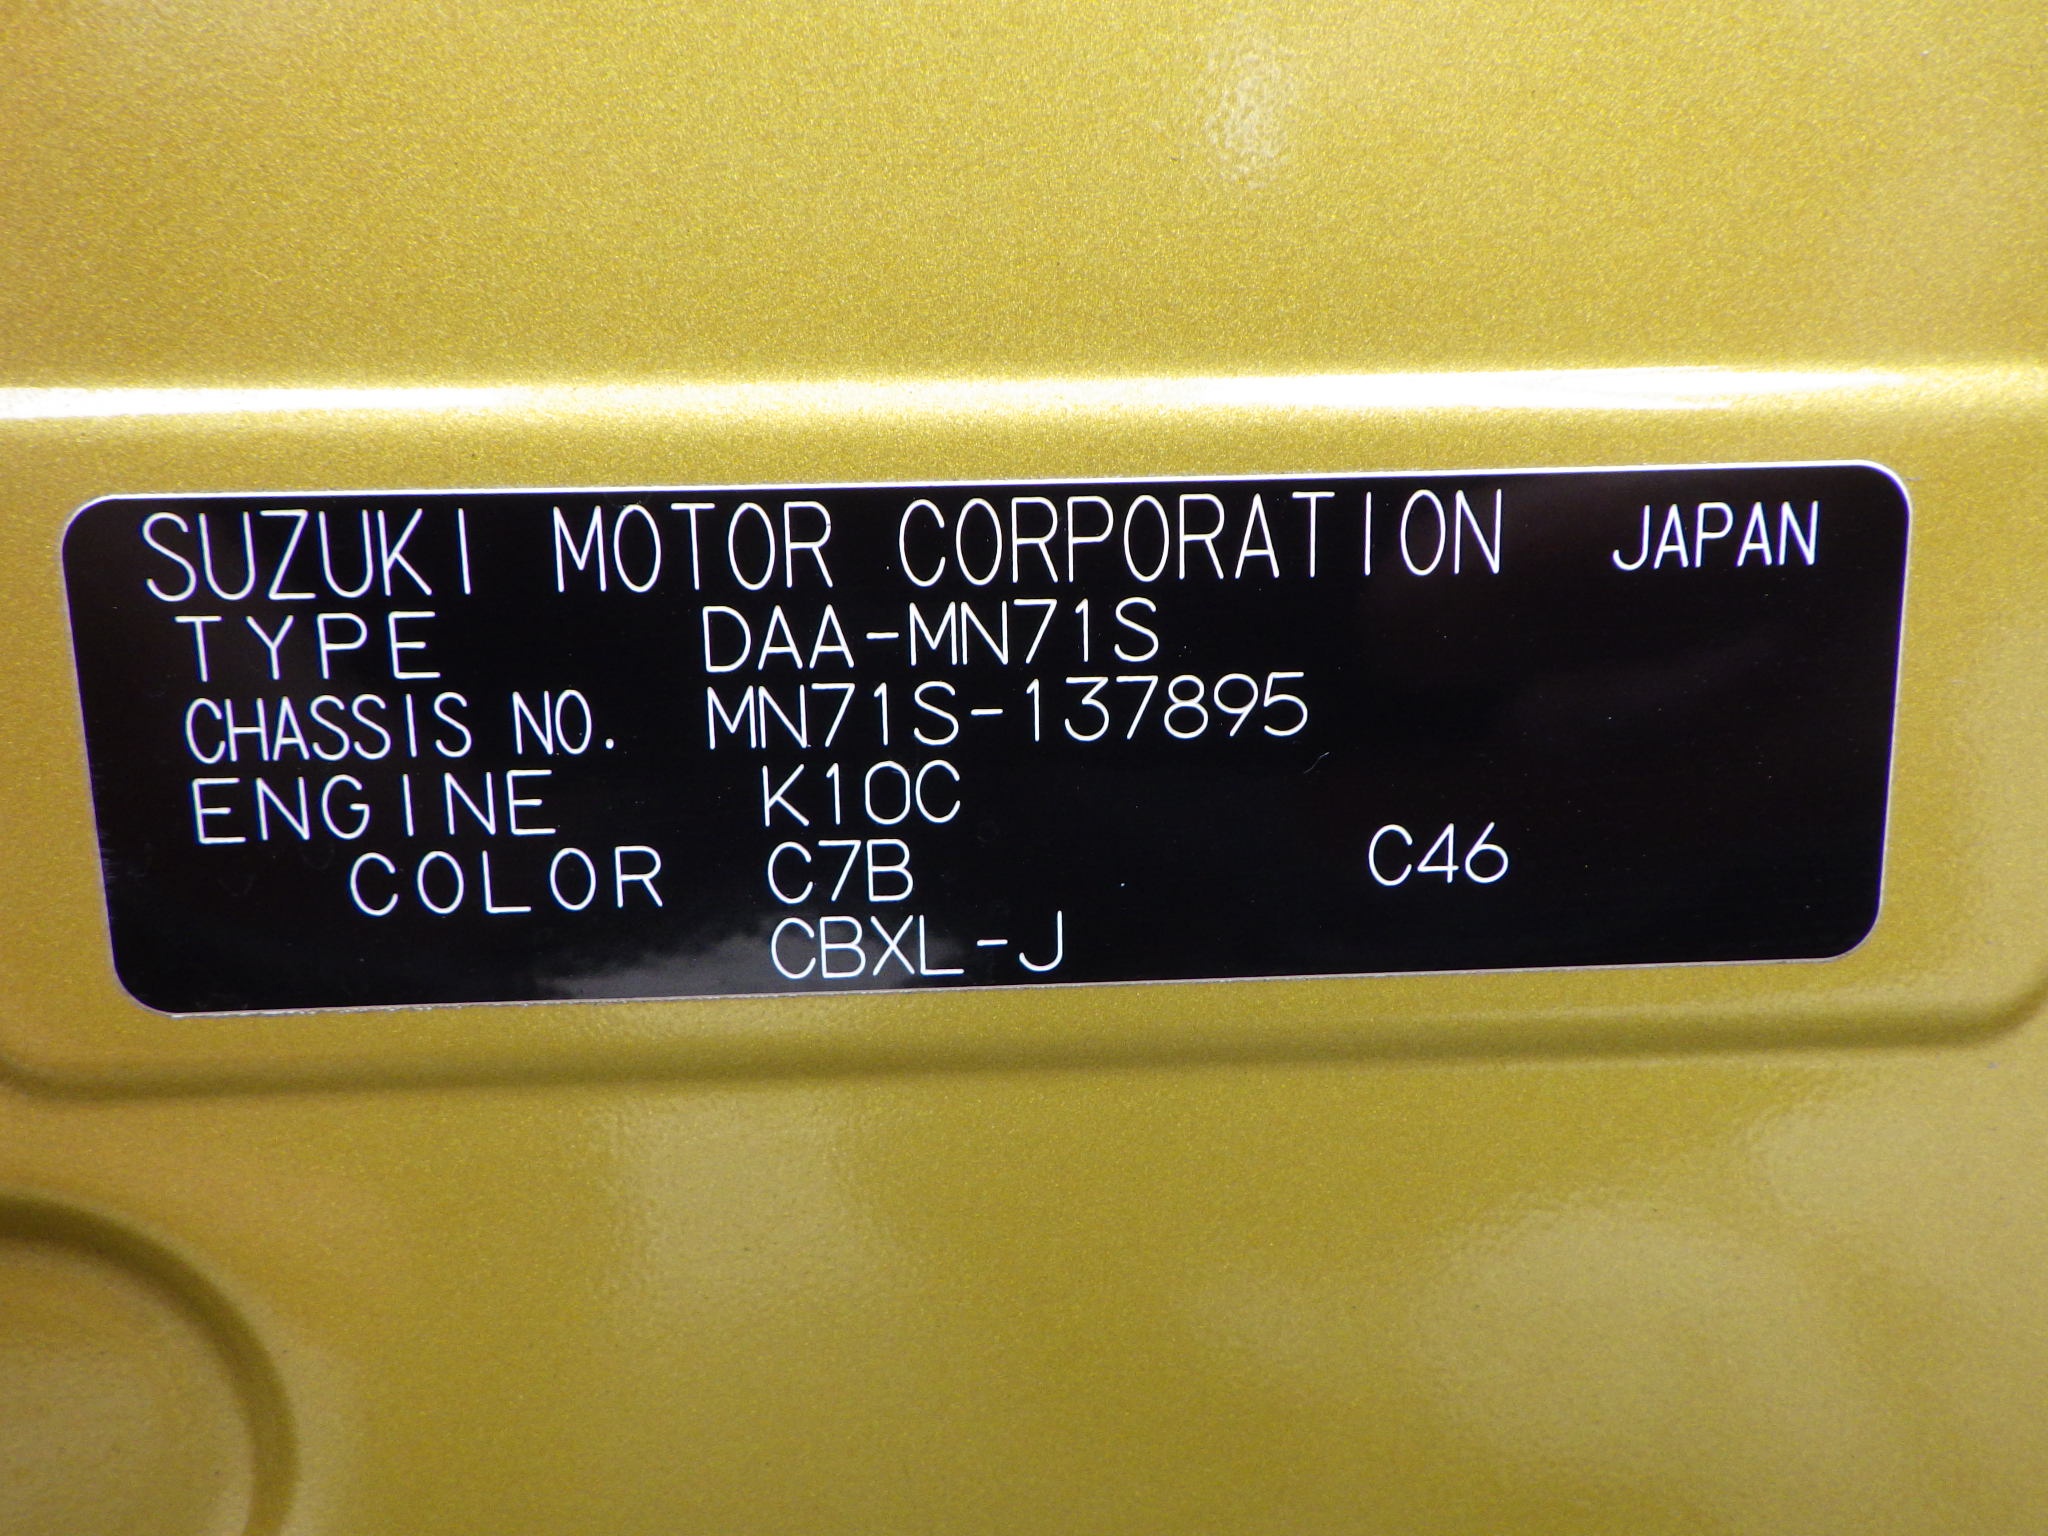 SUZUKI MOTOR CORPORATION JAPAN
TYPE DAA-MN71S
CHASSIS NO. MN71S-137895
ENGINE K10C
COLOR C7B C46
CBXL-J